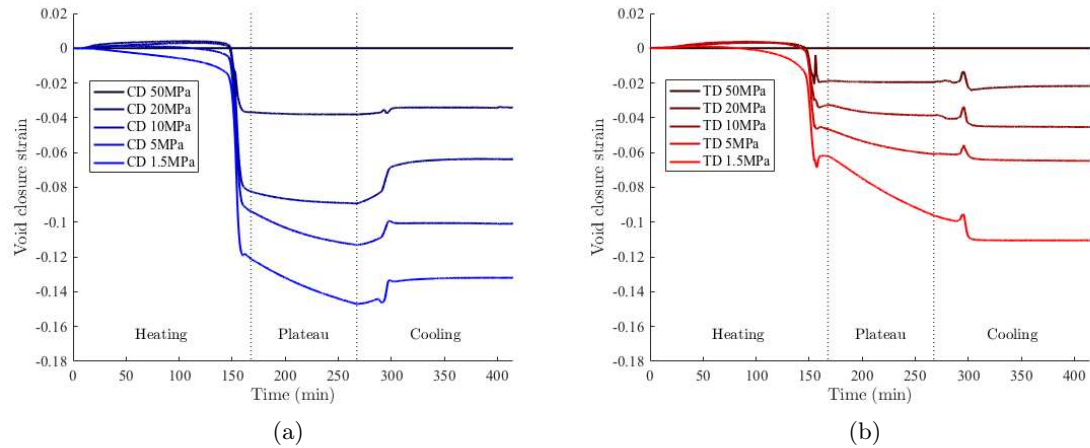 0.02
0
-0.02
-0.04
-0.06
-0.08
-0.1
-0.12
-0.14
-0.16
-0.18
Void closure strain
CD 50MPa
CD 20MPa
CD 10MPa
CD 5MPa
CD 1.5MPa
Heating
Plateau
Cooling
0 50 100 150 200 250 300 350 400
Time (min)
(a)
0.02
0
-0.02
-0.04
-0.06
-0.08
-0.1
-0.12
-0.14
-0.16
-0.18
Void closure strain
TD 50MPa
TD 20MPa
TD 10MPa
TD 5MPa
TD 1.5MPa
Heating
Plateau
Cooling
0 50 100 150 200 250 300 350 400
Time (min)
(b)